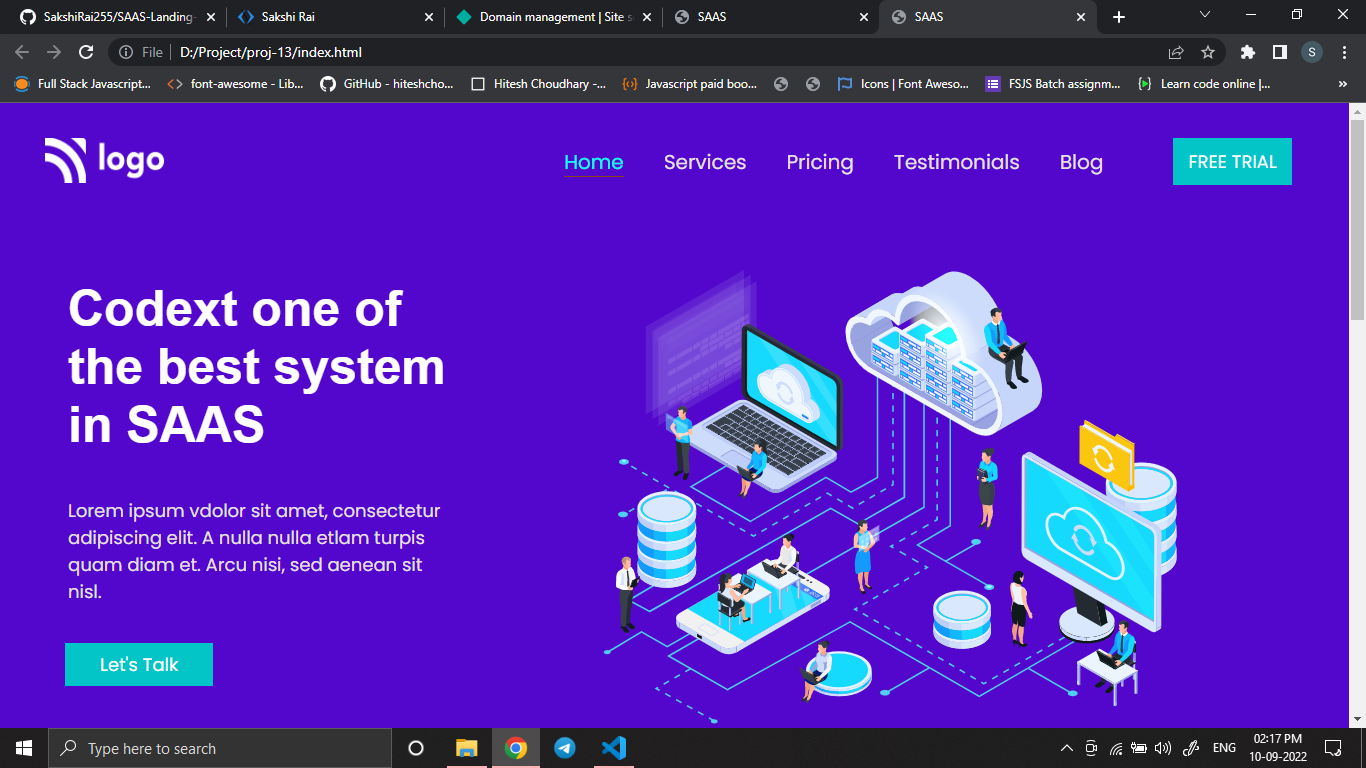 SakshiRai255/SAAS-Landing-
Sakshi Rai
Domain management | Site s
SAAS
SAAS
File
D:/Project/proj-13/index.html
S
Full Stack Javascript...
font-awesome - Lib...
GitHub - hiteshcho...
Hitesh Choudhary -...
Javascript paid boo...
Icons | Font Aweso...
FSJS Batch assignm...
Learn code online |...
»
logo
Home
Services
Pricing
Testimonials
Blog
FREE TRIAL
Codext one of
the best system
in SAAS
Lorem ipsum vdolor sit amet, consectetur
adipiscing elit. A nulla nulla etlam turpis
quam diam et. Arcu nisi, sed aenean sit
nisl.
Let's Talk
Type here to search
ENG
02:17 PM
10-09-2022